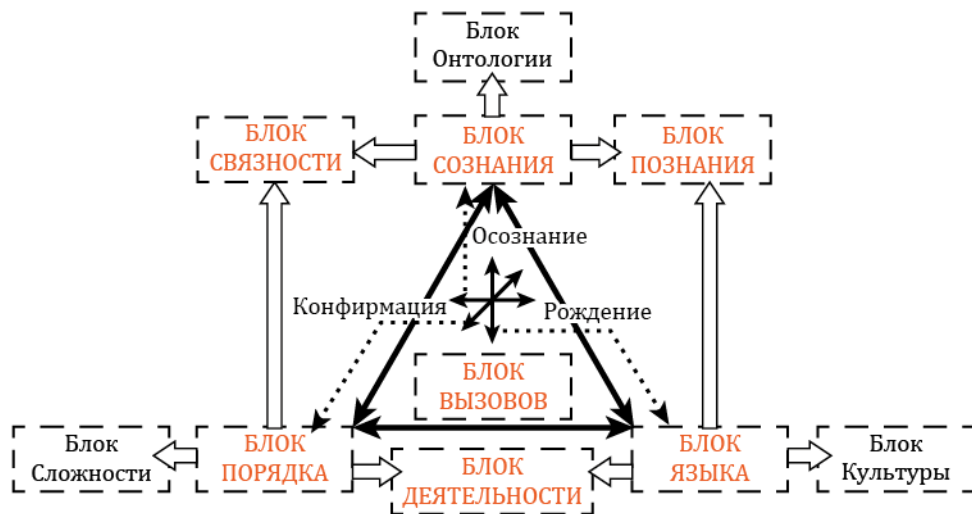 Блок
Онтологии
БЛОК
СВЯЗНОСТИ
БЛОК
СОЗНАНИЯ
БЛОК
ПОЗНАНИЯ
Осознание
Конфирмация
Рождение
БЛОК
ВЫЗОВОВ
Блок
Сложности
БЛОК
ПОРЯДКА
БЛОК
ДЕЯТЕЛЬНОСТИ
БЛОК
ЯЗЫКА
Блок
Культуры